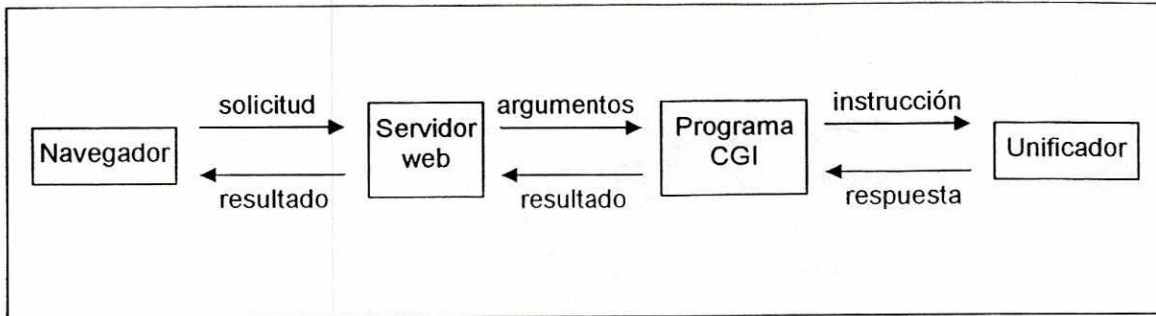 solicitud
argumentos
instrucción
Navegador
Servidor
web
Programa
CGI
Unificador
resultado
resultado
respuesta